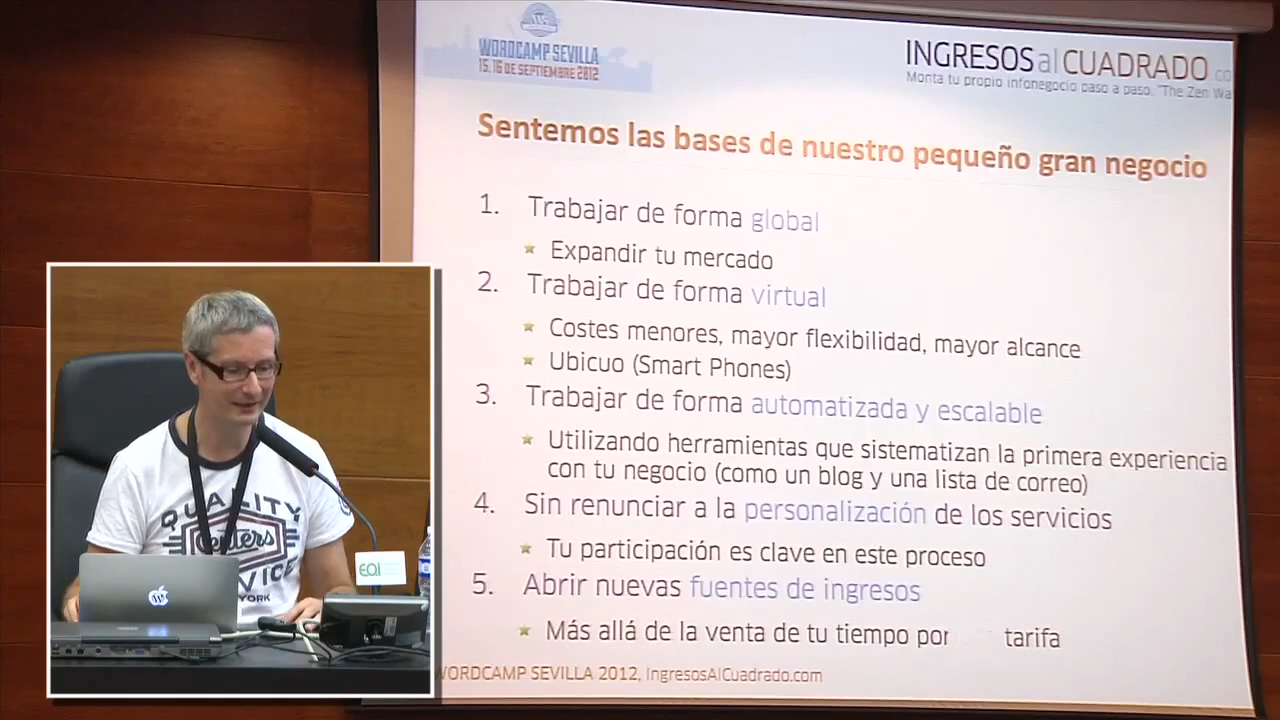 WORDCAMP SEVILLA
15, 16 DE SEPTIEMBRE 2012
INGRESOSalCUADRADO.co
Monta tu propio infonegocio paso a paso. "The Zen Wa
Sentemos las bases de nuestro pequeño gran negocio
1. Trabajar de forma global
Expandir tu mercado
2. Trabajar de forma virtual
Costes menores, mayor flexibilidad, mayor alcance
Ubicuo (Smart Phones)
3. Trabajar de forma automatizada y escalable
Utilizando herramientas que sistematizan la primera experiencia
con tu negocio (como un blog y una lista de correo)
4. Sin renunciar a la personalización de los servicios
Tu participación es clave en este proceso
5. Abrir nuevas fuentes de ingresos
Más allá de la venta de tu tiempo por tarifa
WORDCAMP SEVILLA 2012, IngresosAlCuadrado.com
QUALITY
Centers
VICE
YORK
EOI